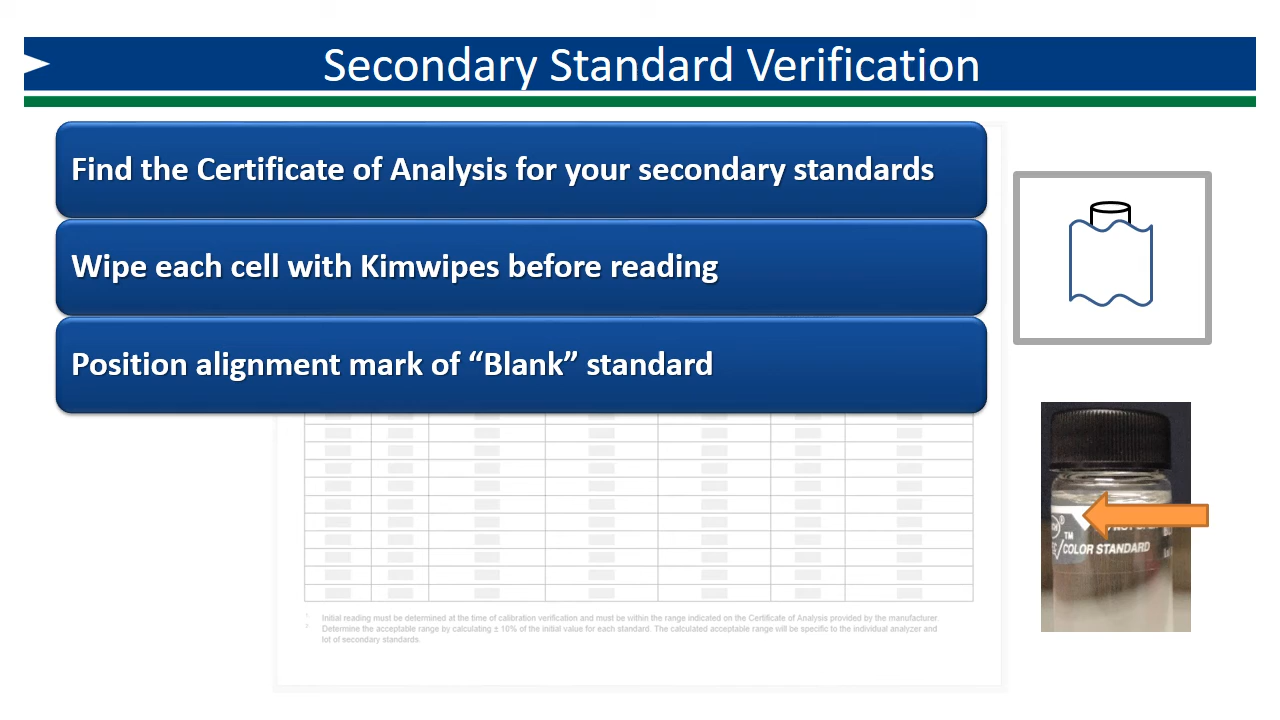 Secondary Standard Verification
Find the Certificate of Analysis for your secondary standards
Wipe each cell with Kimwipes before reading
Position alignment mark of “Blank” standard
TM
COLOR STANDARD
1. Initial reading must be determined at the time of calibration verification and must be within the range indicated on the Certificate of Analysis provided by the manufacturer.
2. Determine the acceptable range by calculating ± 10% of the initial value for each standard. The calculated acceptable range will be specific to the individual analyzer and
lot of secondary standards.